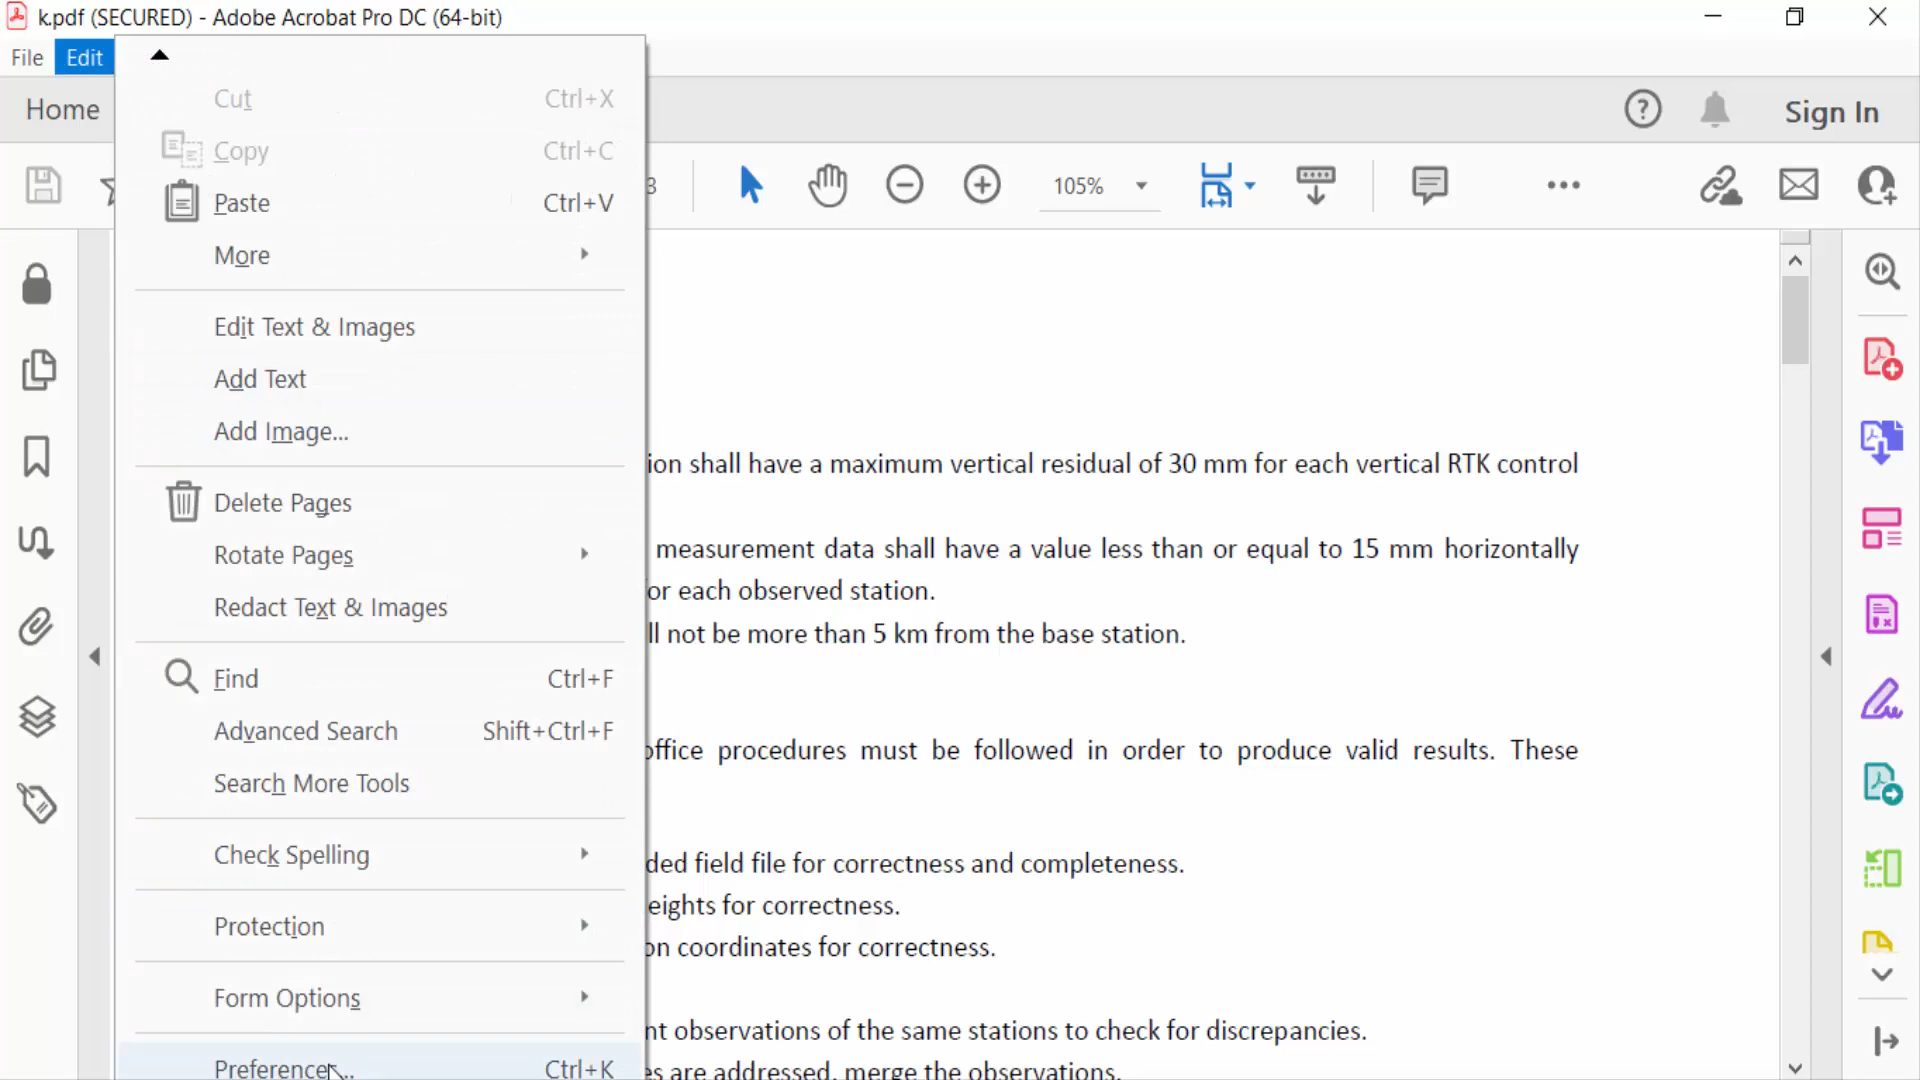 k.pdf (SECURED) - Adobe Acrobat Pro DC (64-bit)
File Edit
Home
Sign In
3
105%
Cut Ctrl+X
Copy Ctrl+C
Paste Ctrl+V
More
Edit Text & Images
Add Text
Add Image...
Delete Pages
Rotate Pages
Redact Text & Images
Find Ctrl+F
Advanced Search Shift+Ctrl+F
Search More Tools
Check Spelling
Protection
Form Options
Preference... Ctrl+K
ion shall have a maximum vertical residual of 30 mm for each vertical RTK control
measurement data shall have a value less than or equal to 15 mm horizontally
or each observed station.
ll not be more than 5 km from the base station.
office procedures must be followed in order to produce valid results. These
ded field file for correctness and completeness.
eights for correctness.
on coordinates for correctness.
nt observations of the same stations to check for discrepancies.
es are addressed, merge the observations.